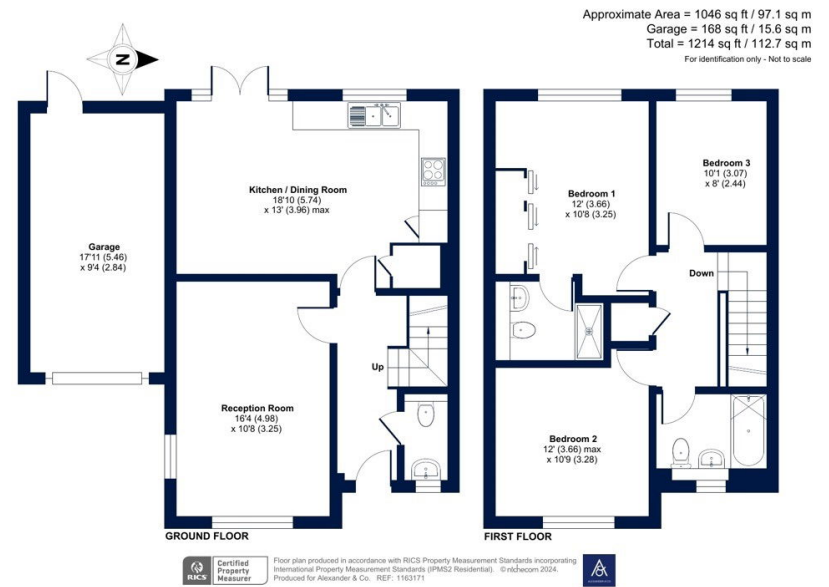 Approximate Area = 1046 sq ft / 97.1 sq m
Garage = 168 sq ft / 15.6 sq m
Total = 1214 sq ft / 112.7 sq m
For identification only - Not to scale
N
Kitchen / Dining Room
18'10 (5.74)
x 13' (3.96) max
Garage
17'11 (5.46)
x 9'4 (2.84)
Reception Room
16'4 (4.98)
x 10'8 (3.25)
Up
GROUND FLOOR
Bedroom 1
12' (3.66)
x 10'8 (3.25)
Bedroom 3
10'1 (3.07)
x 8' (2.44)
Down
Bedroom 2
12' (3.66) max
x 10'9 (3.28)
FIRST FLOOR
RICS
Certified
Property
Measurer
Floor plan produced in accordance with RICS Property Measurement Standards incorporating
International Property Measurement Standards (IPMS2 Residential). © nichecom 2024.
Produced for Alexander & Co. REF: 1163171